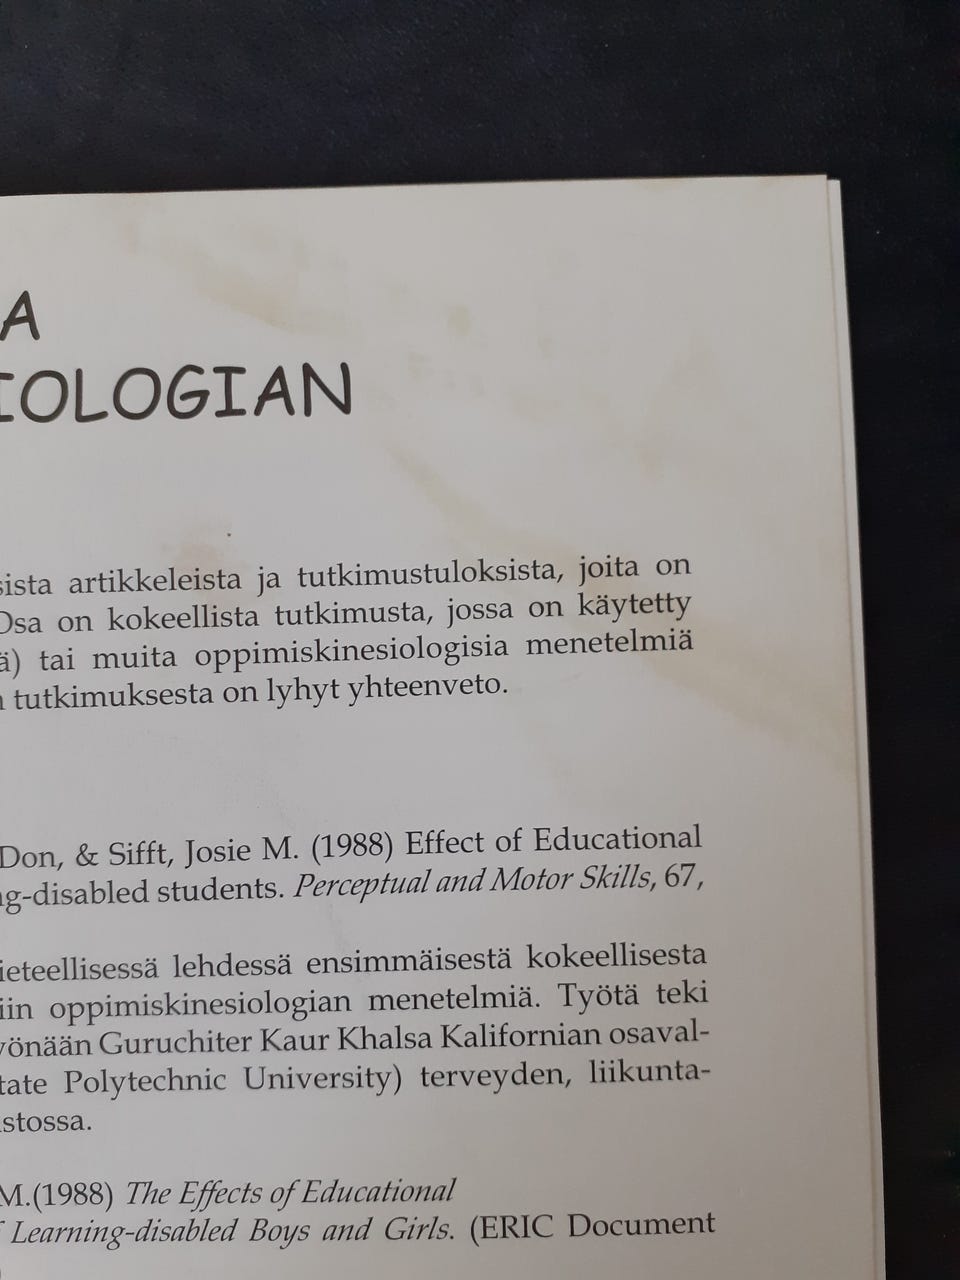 A
IOLOGIAN
sista artikkeleista ja tutkimustuloksista, joita on
Osa on kokeellista tutkimusta, jossa on käytetty
ä) tai muita oppimiskinesiologisia menetelmiä
tutkimuksesta on lyhyt yhteenveto.
Don, & Sifft, Josie M. (1988) Effect of Educational
ng-disabled students. Perceptual and Motor Skills, 67,
ieteellisessä lehdessä ensimmäisestä kokeellisesta
iin oppimiskinesiologian menetelmiä. Työtä teki
yönään Guruchiter Kaur Khalsa Kalifornian osaval-
tate Polytechnic University) terveyden, liikunta-
stossa.
M.(1988) The Effects of Educational
Learning-disabled Boys and Girls. (ERIC Document